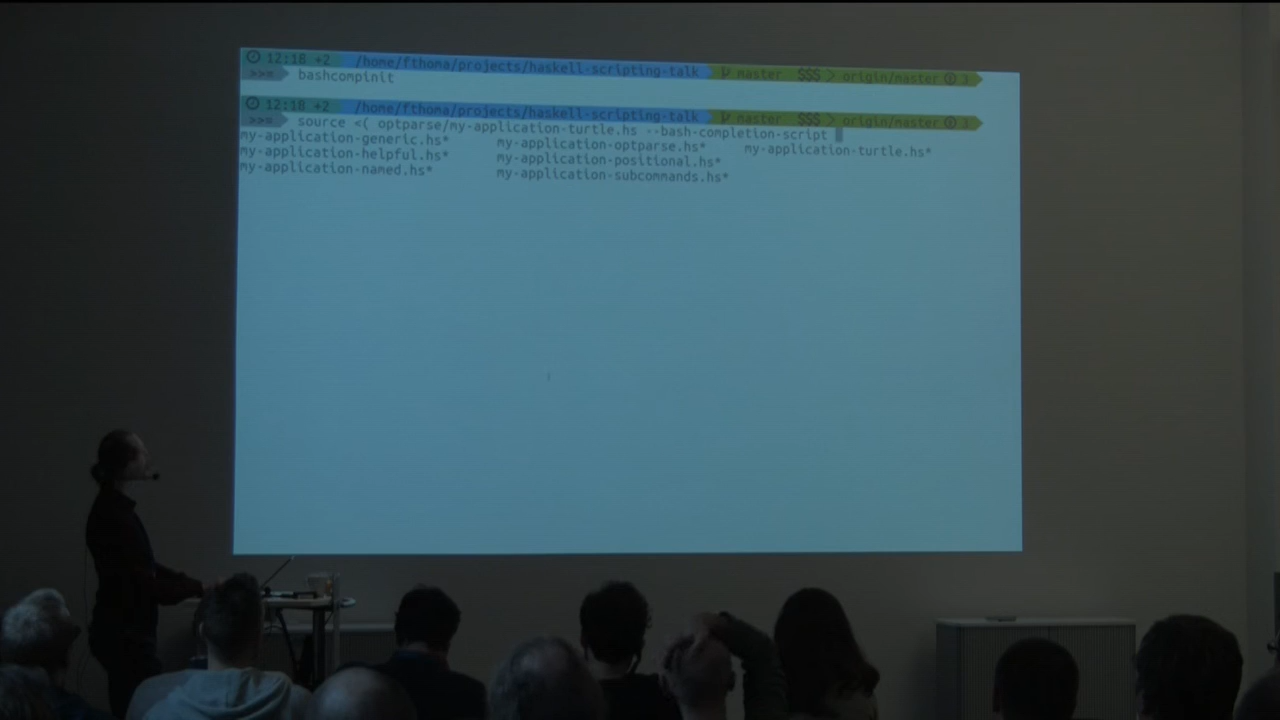 12:18 +2 /home/fthoma/projects/haskell-scripting-talk master $$$ > origin/master 3
>>= bashcompinit
12:18 +2 /home/fthoma/projects/haskell-scripting-talk master $$$ > origin/master 3
>>= source <( optparse/my-application-turtle.hs --bash-completion-script
my-application-generic.hs* my-application-optparse.hs* my-application-turtle.hs*
my-application-helpful.hs* my-application-positional.hs*
my-application-named.hs* my-application-subcommands.hs*